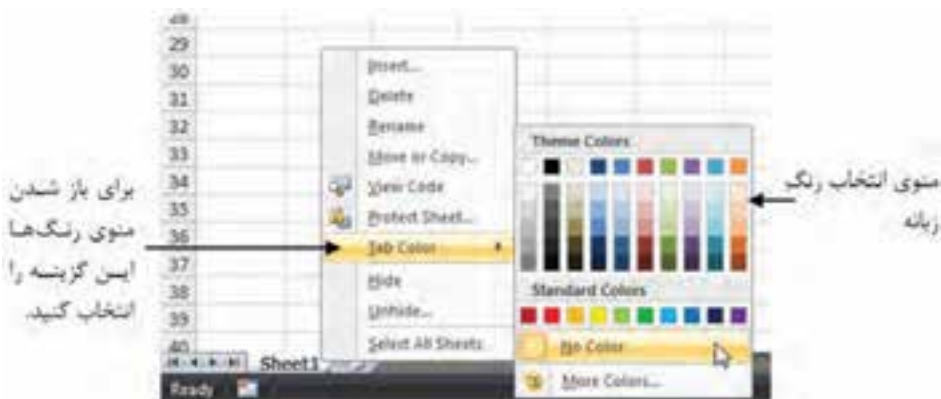 29
30
31
32
33
34
35
36
37
38
39
40
Insert...
Delete
Rename
Move or Copy...
View Code
Protect Sheet...
Tab Color
Hide
Unhide...
Select All Sheets
Theme Colors
Standard Colors
No Color
More Colors...
Sheet1
Ready
منوی انتخاب رنگ
زبانه
برای باز شدن
منوی رنگ‌ها
این گزینه را
انتخاب کنید.